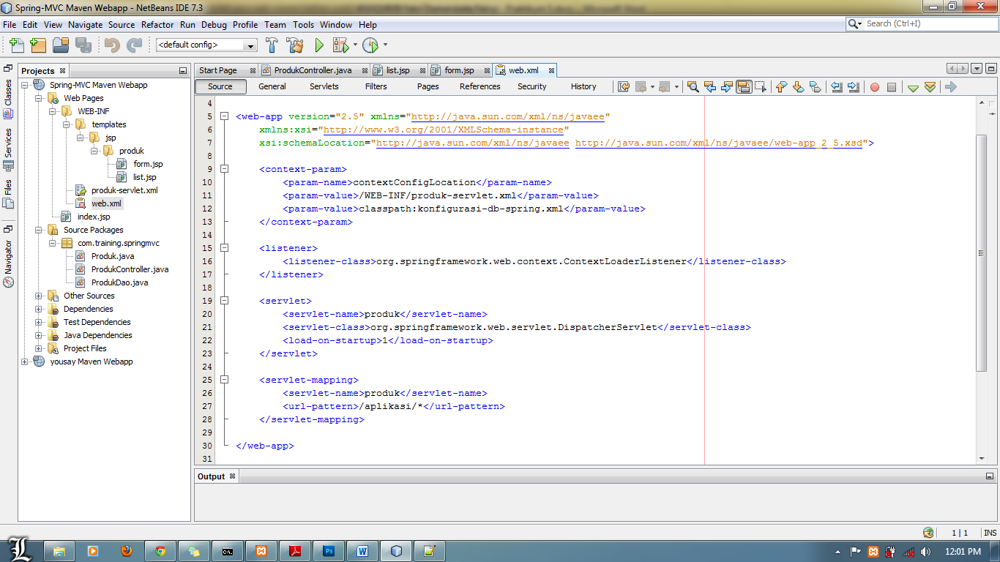 Spring-MVC Maven Webapp - NetBeans IDE 7.3
File Edit View Navigate Source Refactor Run Debug Profile Team Tools Window Help
Search (Ctrl+I)
<default config>
Projects
Start Page ProdukController.java list.jsp form.jsp web.xml
Source General Servlets Filters Pages References Security History
Classes
Services
Files
Navigator
Spring-MVC Maven Webapp
Web Pages
WEB-INF
templates
jsp
produk
form.jsp
list.jsp
produk-servlet.xml
web.xml
index.jsp
Source Packages
com.training.springmvc
Produk.java
ProdukController.java
ProdukDao.java
Other Sources
Dependencies
Test Dependencies
Java Dependencies
Project Files
yousay Maven Webapp
4
5 <web-app version="2.5" xmlns="http://java.sun.com/xml/ns/javaee"
6 xmlns:xsi="http://www.w3.org/2001/XMLSchema-instance"
7 xsi:schemaLocation="http://java.sun.com/xml/ns/javaee http://java.sun.com/xml/ns/javaee/web-app_2_5.xsd">
8
9 <context-param>
10 <param-name>contextConfigLocation</param-name>
11 <param-value>/WEB-INF/produk-servlet.xml</param-value>
12 <param-value>classpath:konfigurasi-db-spring.xml</param-value>
13 </context-param>
14
15 <listener>
16 <listener-class>org.springframework.web.context.ContextLoaderListener</listener-class>
17 </listener>
18
19 <servlet>
20 <servlet-name>produk</servlet-name>
21 <servlet-class>org.springframework.web.servlet.DispatcherServlet</servlet-class>
22 <load-on-startup>1</load-on-startup>
23 </servlet>
24
25 <servlet-mapping>
26 <servlet-name>produk</servlet-name>
27 <url-pattern>/aplikasi/*</url-pattern>
28 </servlet-mapping>
29
30 </web-app>
31
Output
1 | 1 INS
12:01 PM